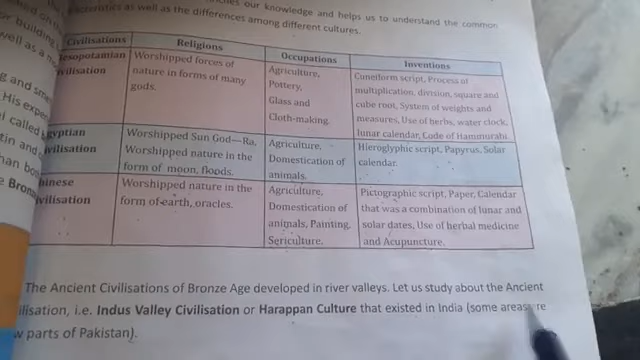 our knowledge and helps us to understand the common
as well as the differences among different cultures.
Civilisations Religions Occupations Inventions
Worshipped forces of
nature in forms of many
gods.
Agriculture,
Pottery,
Glass and
Cloth-making.
Cuneiform script, Process of
multiplication, division, square and
cube root, System of weights and
measures, Use of herbs, water clock,
lunar calendar, Code of Hammurabi.
Worshipped Sun God—Ra,
Worshipped nature in the
form of moon, floods.
Agriculture,
Domestication of
animals.
Hieroglyphic script, Papyrus, Solar
calendar.
Worshipped nature in the
form of earth, oracles.
Agriculture,
Domestication of
animals, Painting,
Sericulture.
Pictographic script, Paper, Calendar
that was a combination of lunar and
solar dates, Use of herbal medicine
and Acupuncture.
The Ancient Civilisations of Bronze Age developed in river valleys. Let us study about the Ancient
ilisation, i.e. Indus Valley Civilisation or Harappan Culture that existed in India (some areas
w parts of Pakistan).